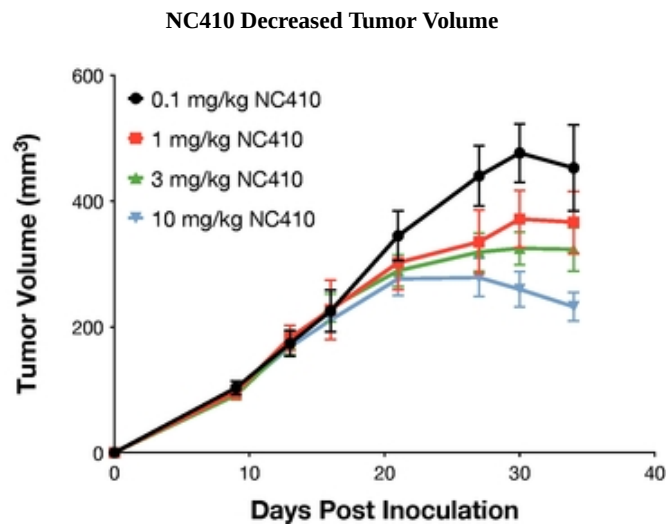 NC410 Decreased Tumor Volume
600
0.1 mg/kg NC410
1 mg/kg NC410
3 mg/kg NC410
10 mg/kg NC410
400
200
0
0 10 20 30 40
Tumor Volume (mm³)
Days Post Inoculation